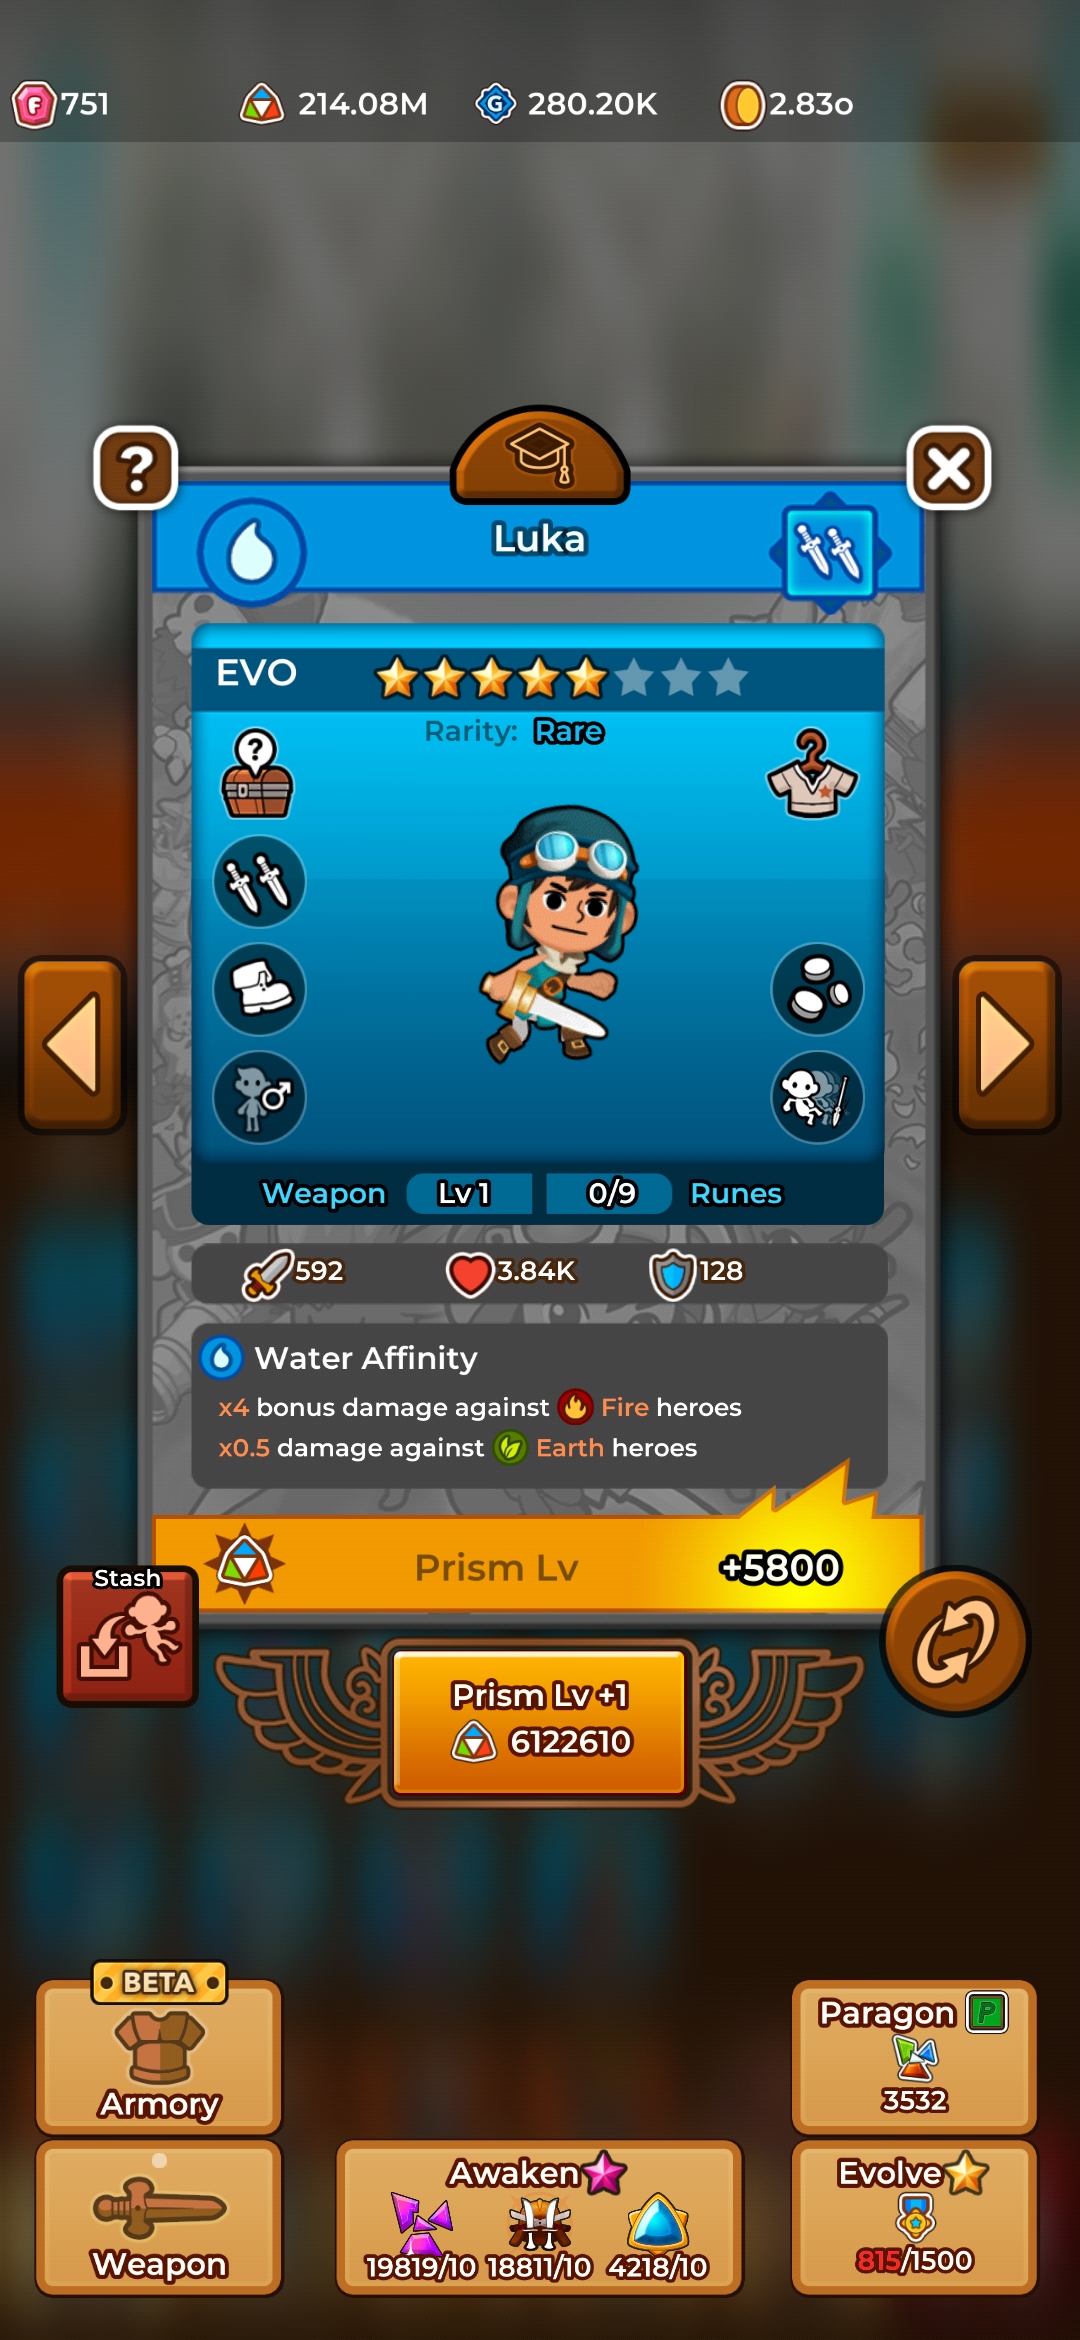 F 751 214.08M G 280.20K 2.83o
?
Luka
EVO
Rarity: Rare
?
Weapon Lv 1 0/9 Runes
592 3.84K 128
Water Affinity
x4 bonus damage against Fire heroes
x0.5 damage against Earth heroes
Prism Lv +5800
Stash
Prism Lv +1
6122610
BETA
Armory
Paragon P
3532
Weapon
Awaken
19819/10 18811/10 4218/10
Evolve
815/1500